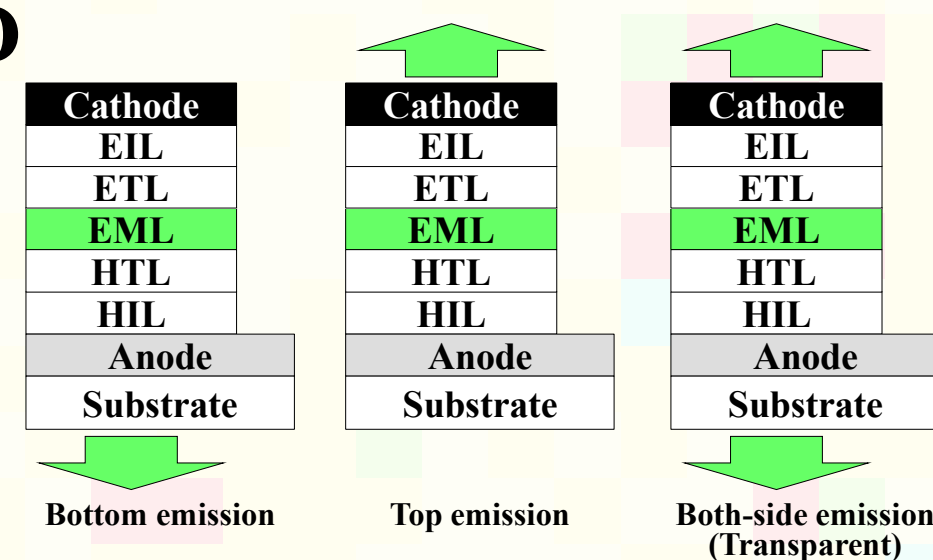 Cathode
EIL
ETL
EML
HTL
HIL
Anode
Substrate
Bottom emission
Cathode
EIL
ETL
EML
HTL
HIL
Anode
Substrate
Top emission
Cathode
EIL
ETL
EML
HTL
HIL
Anode
Substrate
Both-side emission
(Transparent)